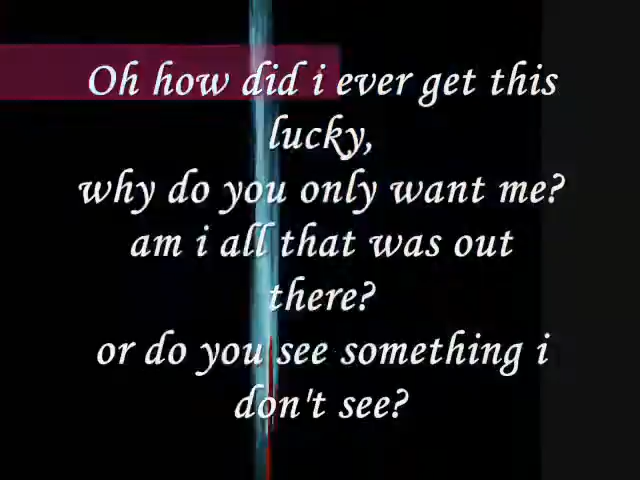 Oh how did i ever get this
lucky,
why do you only want me?
am i all that was out
there?
or do you see something i
don't see?